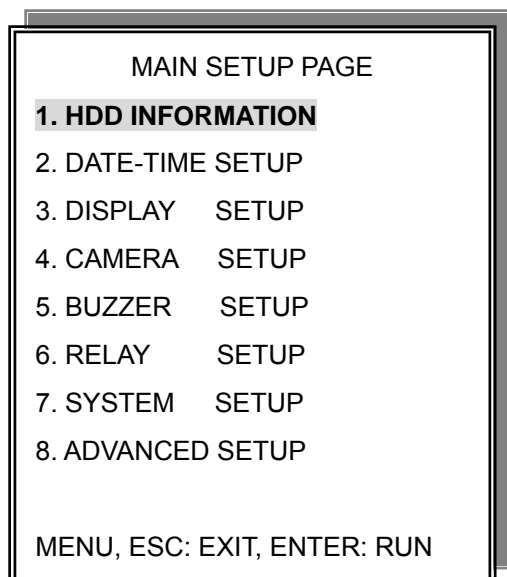 MAIN SETUP PAGE
1. HDD INFORMATION
2. DATE-TIME SETUP
3. DISPLAY SETUP
4. CAMERA SETUP
5. BUZZER SETUP
6. RELAY SETUP
7. SYSTEM SETUP
8. ADVANCED SETUP
MENU, ESC: EXIT, ENTER: RUN